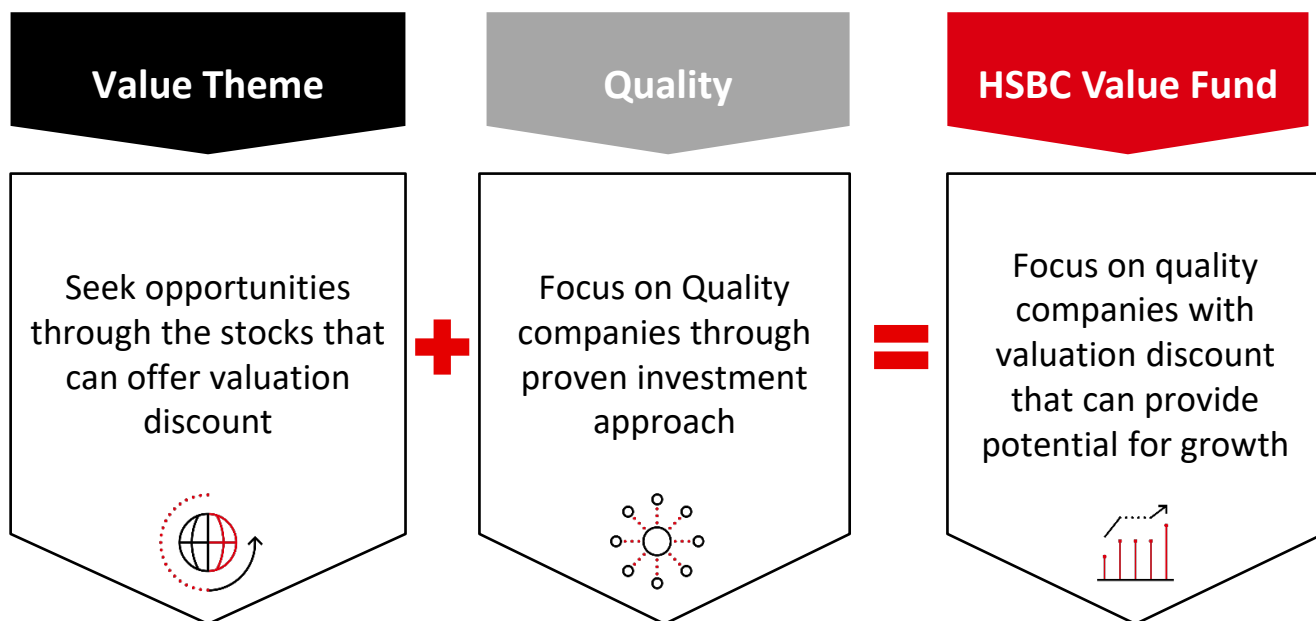 Value Theme
Seek opportunities
through the stocks that
can offer valuation
discount
Quality
Focus on Quality
companies through
proven investment
approach
HSBC Value Fund
Focus on quality
companies with
valuation discount
that can provide
potential for growth